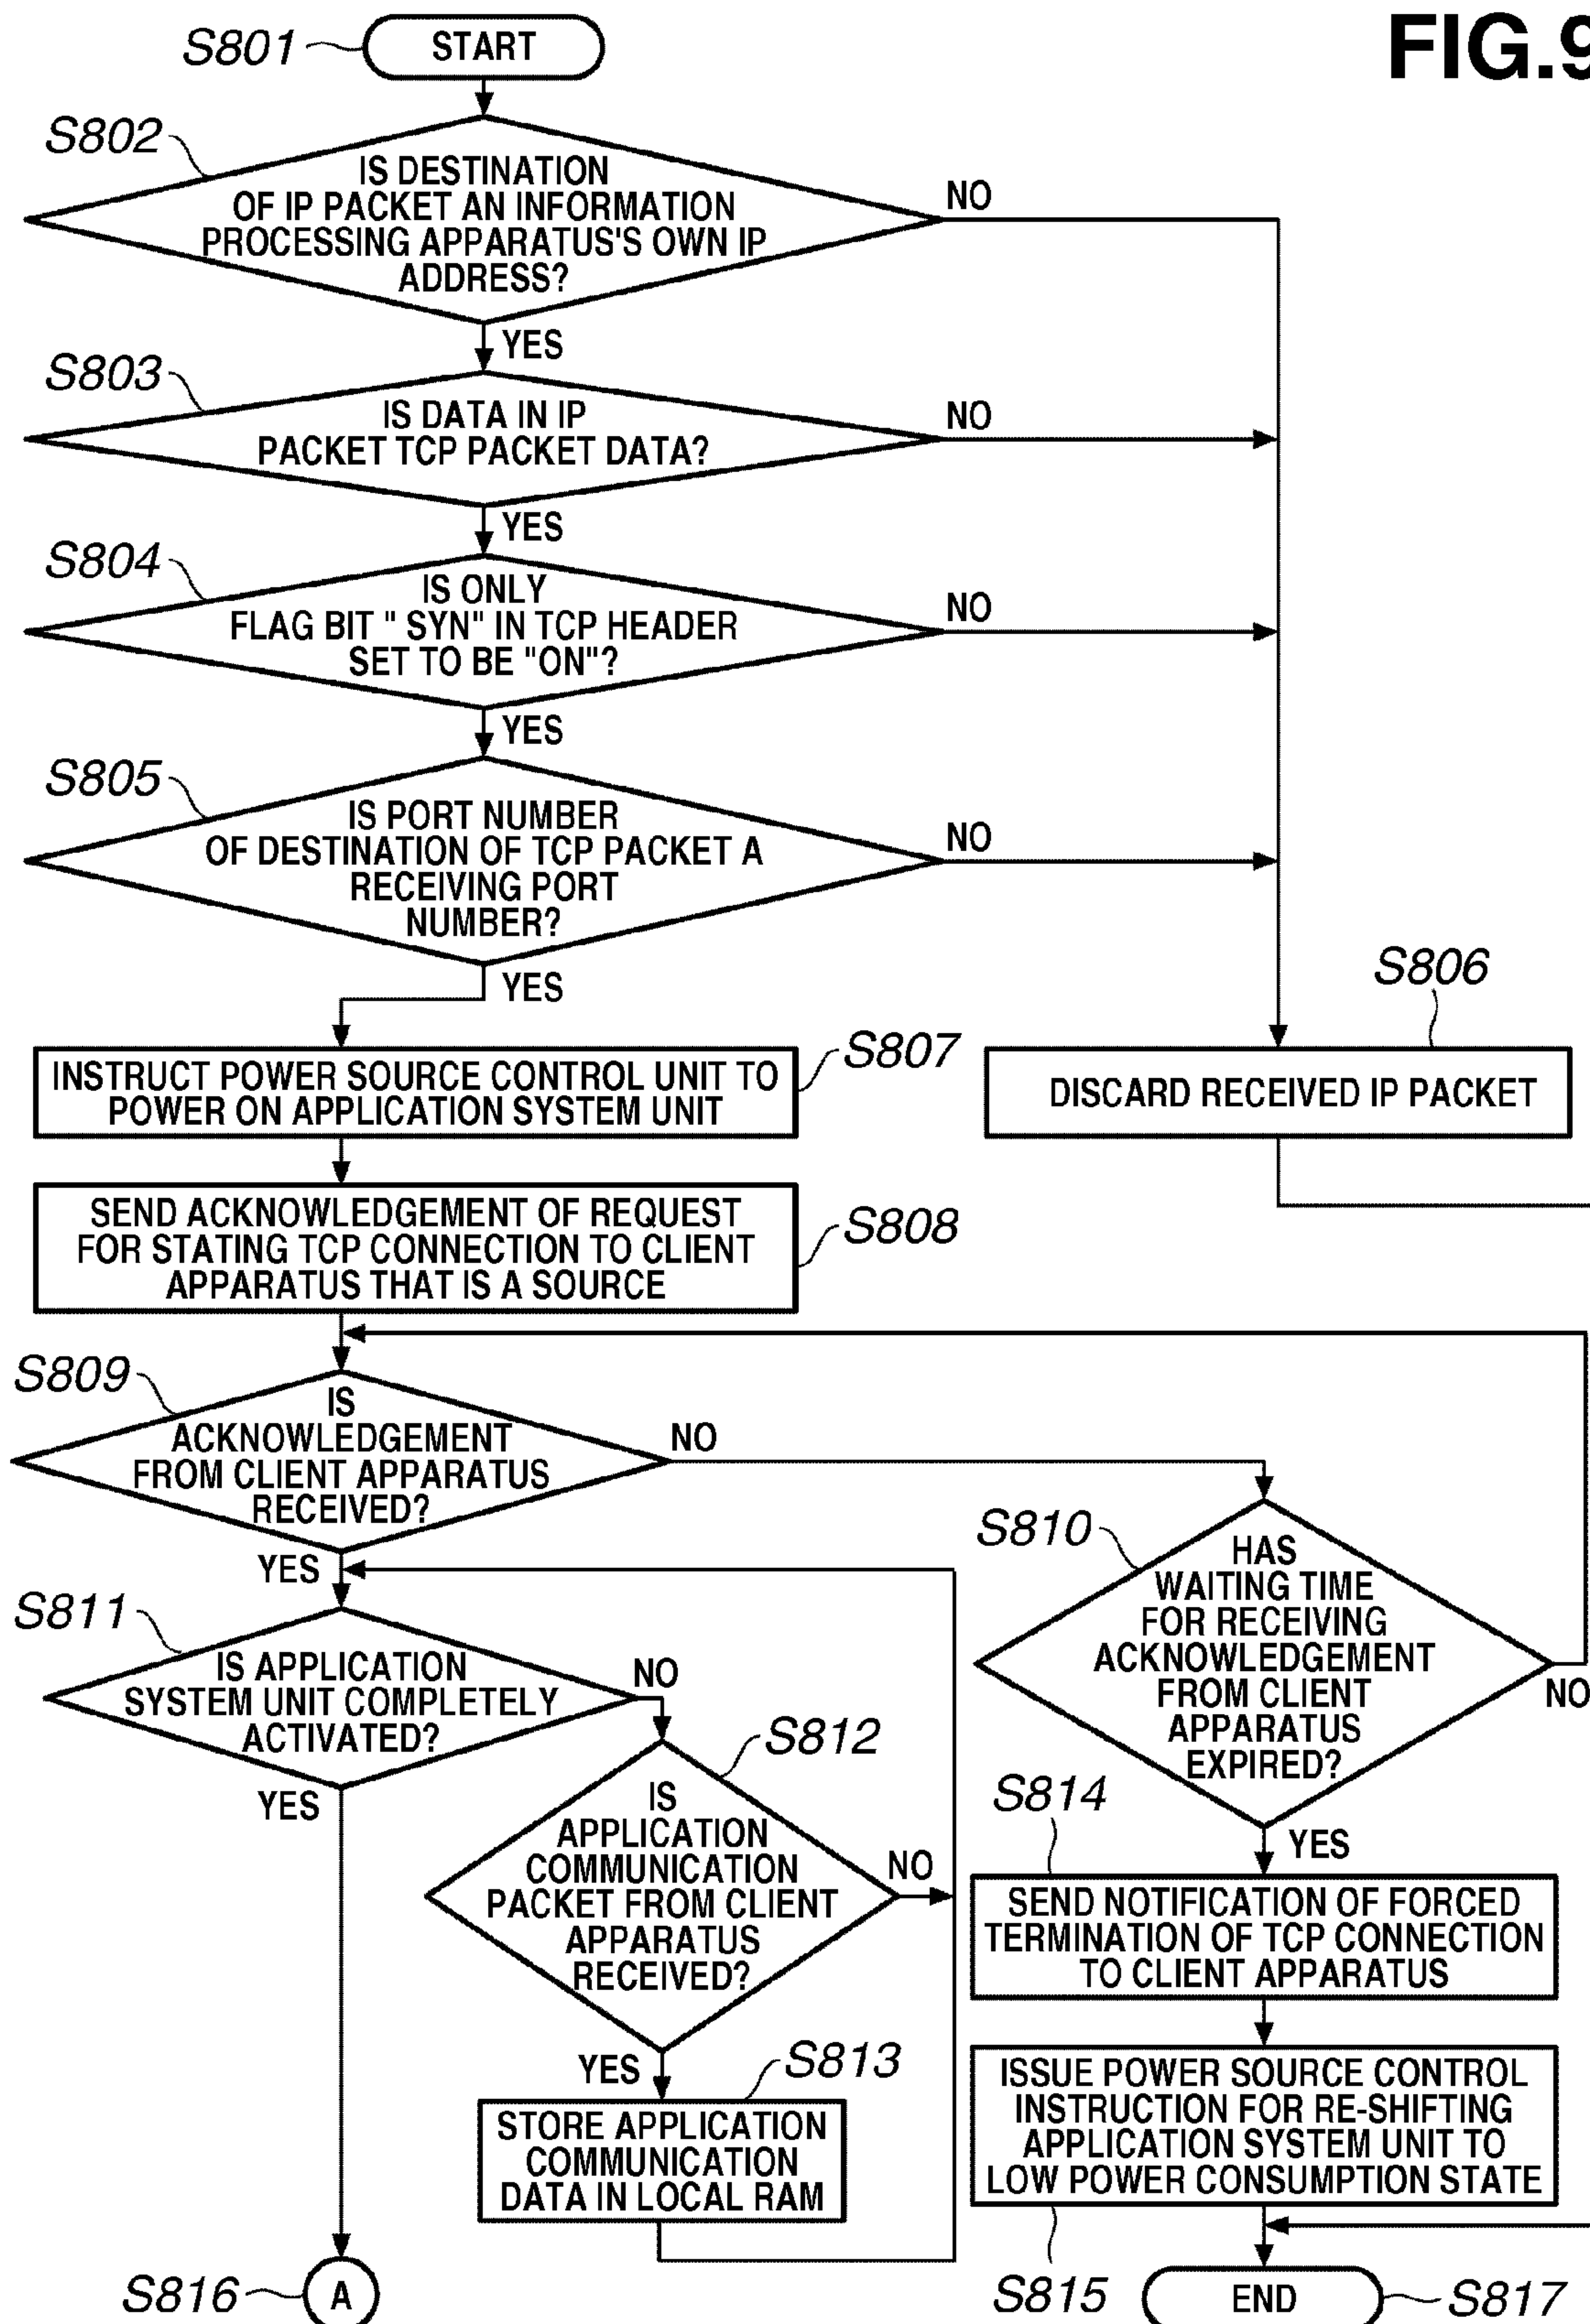 FIG.9
S801
START
S802
IS DESTINATION
OF IP PACKET AN INFORMATION
PROCESSING APPARATUS'S OWN IP
ADDRESS?
NO
YES
S803
IS DATA IN IP
PACKET TCP PACKET DATA?
NO
YES
S804
IS ONLY
FLAG BIT " SYN" IN TCP HEADER
SET TO BE "ON"?
NO
YES
S805
IS PORT NUMBER
OF DESTINATION OF TCP PACKET A
RECEIVING PORT
NUMBER?
NO
YES
S806
DISCARD RECEIVED IP PACKET
S807
INSTRUCT POWER SOURCE CONTROL UNIT TO
POWER ON APPLICATION SYSTEM UNIT
S808
SEND ACKNOWLEDGEMENT OF REQUEST
FOR STATING TCP CONNECTION TO CLIENT
APPARATUS THAT IS A SOURCE
S809
IS
ACKNOWLEDGEMENT
FROM CLIENT APPARATUS
RECEIVED?
NO
YES
S810
HAS
WAITING TIME
FOR RECEIVING
ACKNOWLEDGEMENT
FROM CLIENT
APPARATUS
EXPIRED?
NO
YES
S811
IS APPLICATION
SYSTEM UNIT COMPLETELY
ACTIVATED?
NO
YES
S812
IS
APPLICATION
COMMUNICATION
PACKET FROM CLIENT
APPARATUS
RECEIVED?
NO
YES
S813
STORE APPLICATION
COMMUNICATION
DATA IN LOCAL RAM
S814
SEND NOTIFICATION OF FORCED
TERMINATION OF TCP CONNECTION
TO CLIENT APPARATUS
ISSUE POWER SOURCE CONTROL
INSTRUCTION FOR RE-SHIFTING
APPLICATION SYSTEM UNIT TO
LOW POWER CONSUMPTION STATE
S815
S816
A
END
S817